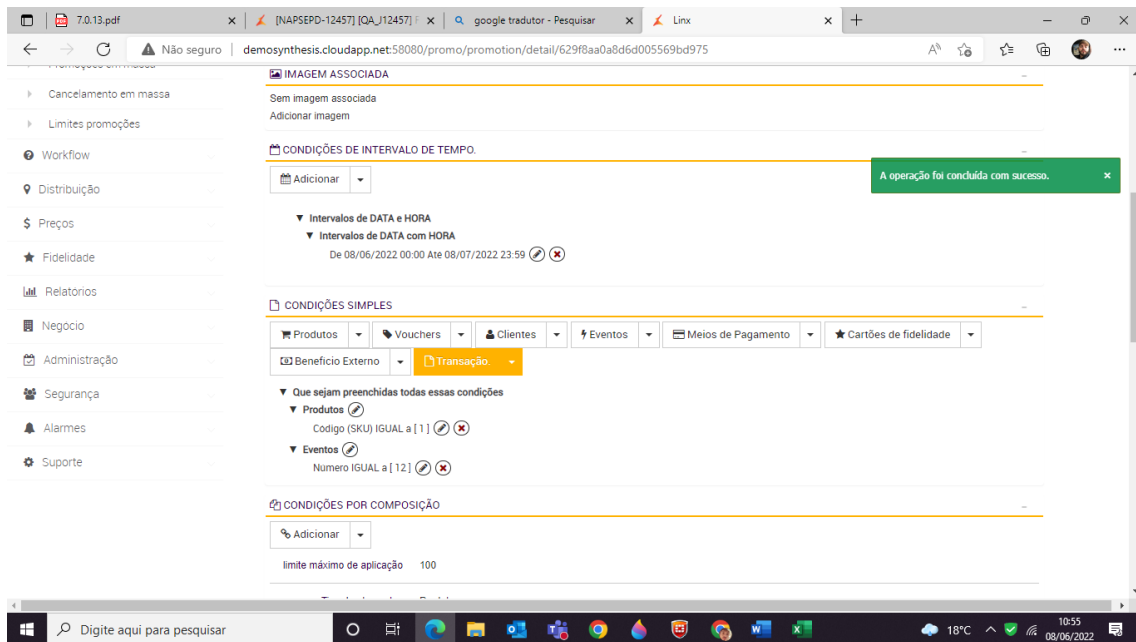 7.0.13.pdf
[NAPSEPD-12457] [QA_J12457] F
google tradutor - Pesquisar
Linx
Não seguro
demosynthesis.cloudapp.net:58080/promo/promotion/detail/629f8aa0a8d6d005569bd975
Promoções em massa
Cancelamento em massa
Limites promoções
Workflow
Distribuição
Preços
Fidelidade
Relatórios
Negócio
Administração
Segurança
Alarmes
Suporte
IMAGEM ASSOCIADA
Sem imagem associada
Adicionar imagem
CONDIÇÕES DE INTERVALO DE TEMPO.
A operação foi concluída com sucesso.
Adicionar
Intervalos de DATA e HORA
Intervalos de DATA com HORA
De 08/06/2022 00:00 Ate 08/07/2022 23:59
CONDIÇÕES SIMPLES
Produtos Vouchers Clientes Eventos Meios de Pagamento Cartões de fidelidade
Beneficio Externo Transação.
Que sejam preenchidas todas essas condições
Produtos
Código (SKU) IGUAL a [ 1 ]
Eventos
Número IGUAL a [ 12 ]
CONDIÇÕES POR COMPOSIÇÃO
Adicionar
limite máximo de aplicação 100
Digite aqui para pesquisar
18°C
10:55
08/06/2022